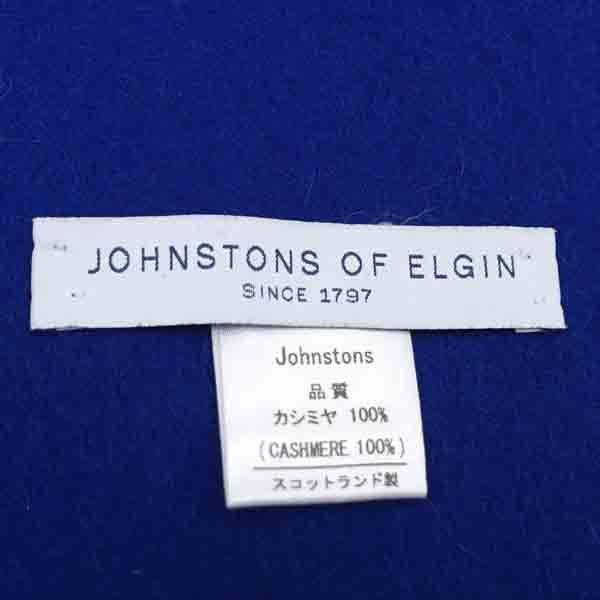 JOHNSTONS OF ELGIN
SINCE 1797
Johnstons
品質
カシミヤ 100%
(CASHMERE 100%)
スコットランド製